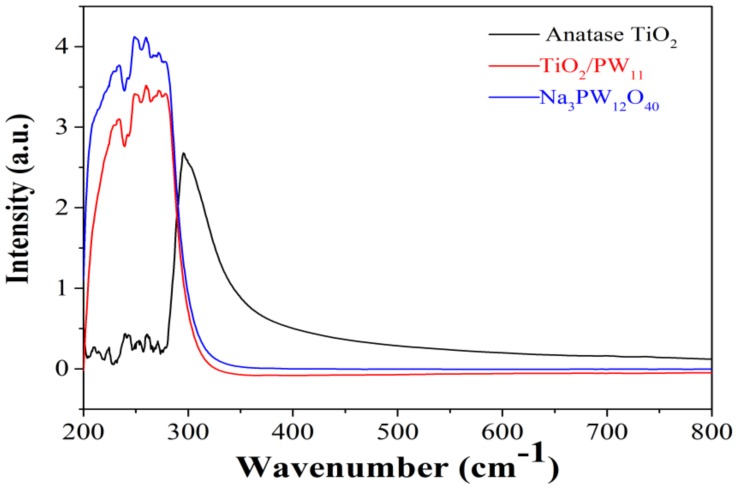 Anatase TiO₂
TiO₂/PW₁₁
Na₃PW₁₂O₄₀
Intensity (a.u.)
4
3
2
1
0
200 300 400 500 600 700 800
Wavenumber (cm⁻¹)